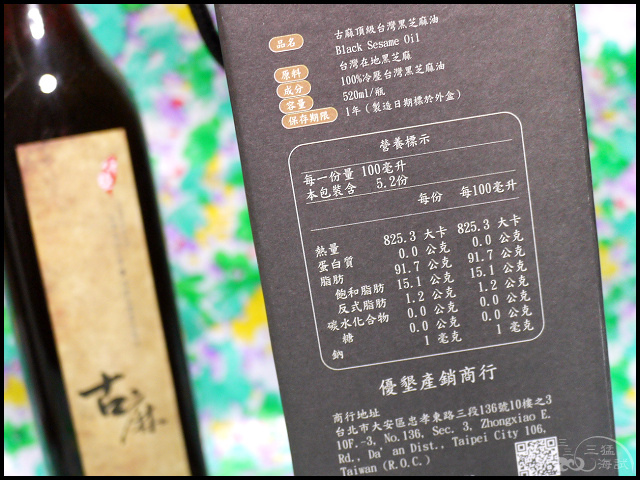 品名 古麻頂級台灣黑芝麻油
Black Sesame Oil
原料 台灣在地黑芝麻
成分 100%冷壓台灣黑芝麻油
容量 520ml/瓶
保存期限 1年(製造日期標於外盒)
營養標示
每一份量 100毫升
本包裝含 5.2份
每份 每100毫升
熱量 825.3 大卡 825.3 大卡
蛋白質 0.0 公克 0.0 公克
脂肪 91.7 公克 91.7 公克
飽和脂肪 15.1 公克 15.1 公克
反式脂肪 1.2 公克 1.2 公克
碳水化合物 0.0 公克 0.0 公克
糖 0.0 公克 0.0 公克
鈉 1 毫克 1 毫克
優墾產銷商行
商行地址
台北市大安區忠孝東路三段136號10樓之3
10F.-3, No.136, Sec. 3, Zhongxiao E.
Rd., Da'an Dist., Taipei City 106,
Taiwan (R.O.C.)
古麻
三猛